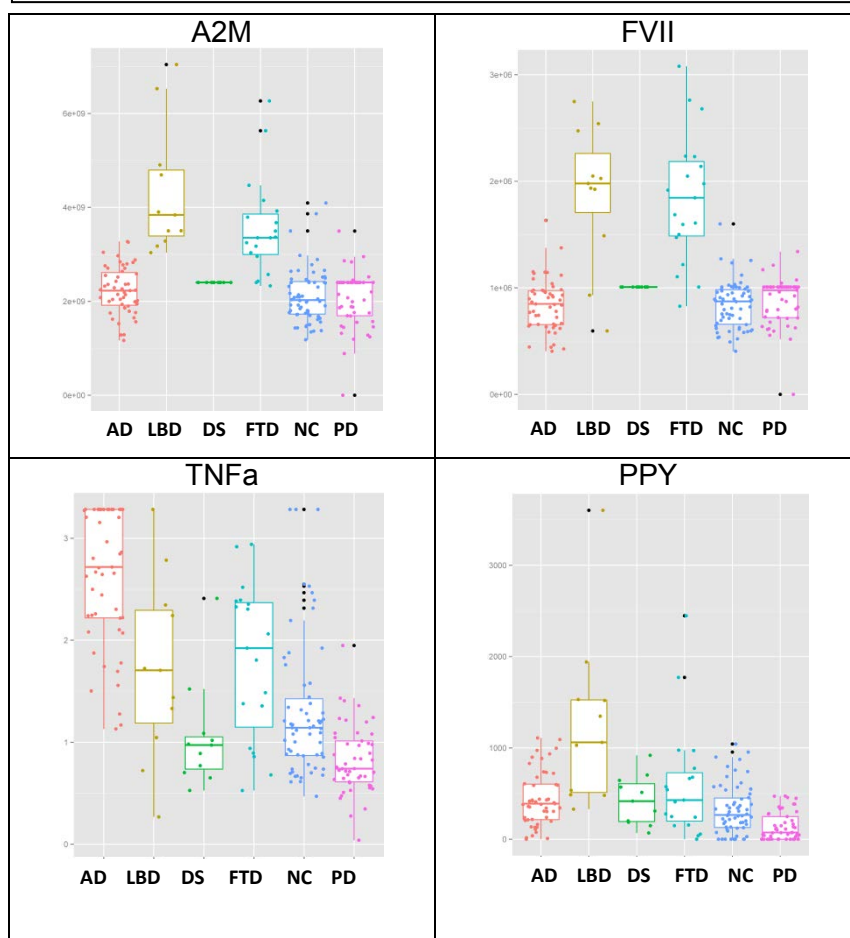 A2M
6e+09
4e+09
2e+09
0e+00
AD LBD DS FTD NC PD
FVII
3e+06
2e+06
1e+06
0e+00
AD LBD DS FTD NC PD
TNFa
3
2
1
0
AD LBD DS FTD NC PD
PPY
3000
2000
1000
0
AD LBD DS FTD NC PD